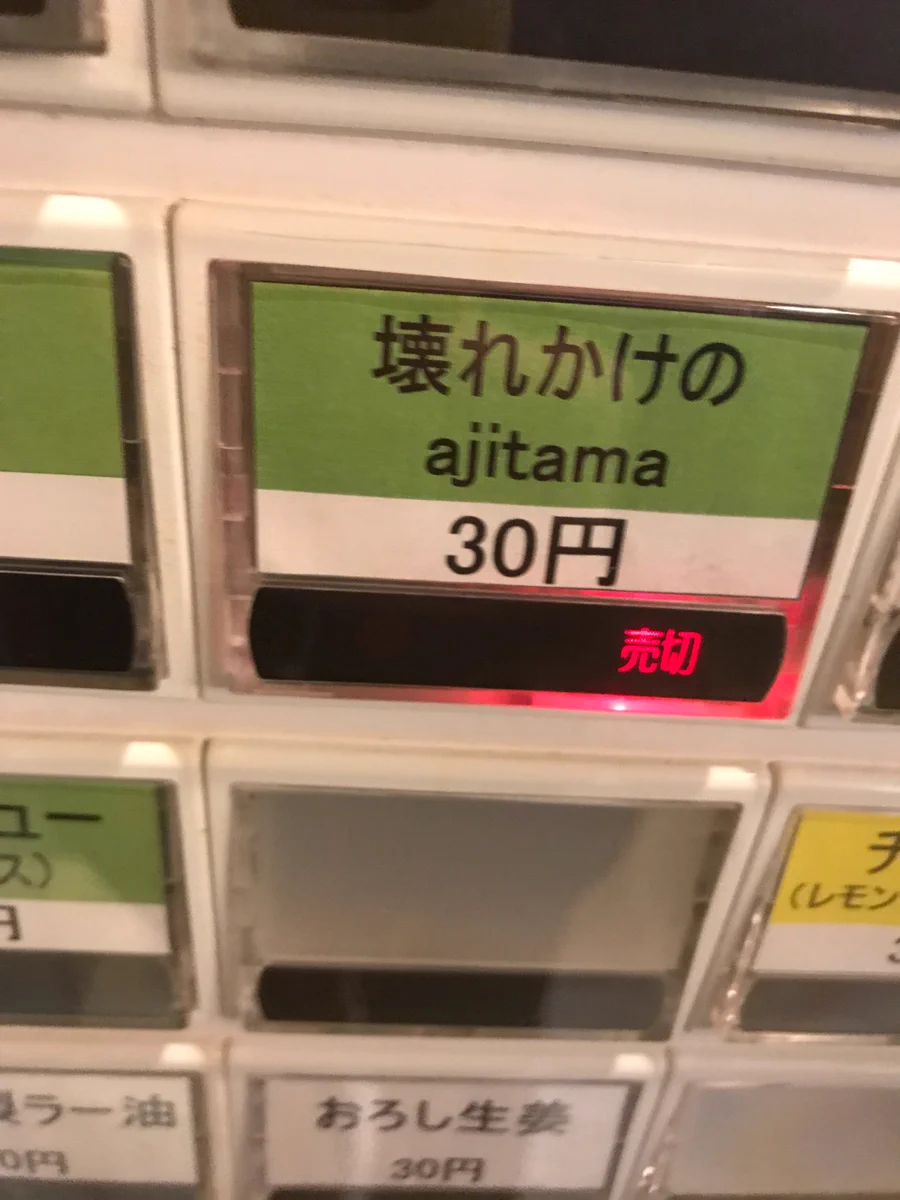 壊れかけの
ajitama
30円
売切
ュー
ス)
円
(レモン
ラー油
0円
おろし生姜
30円